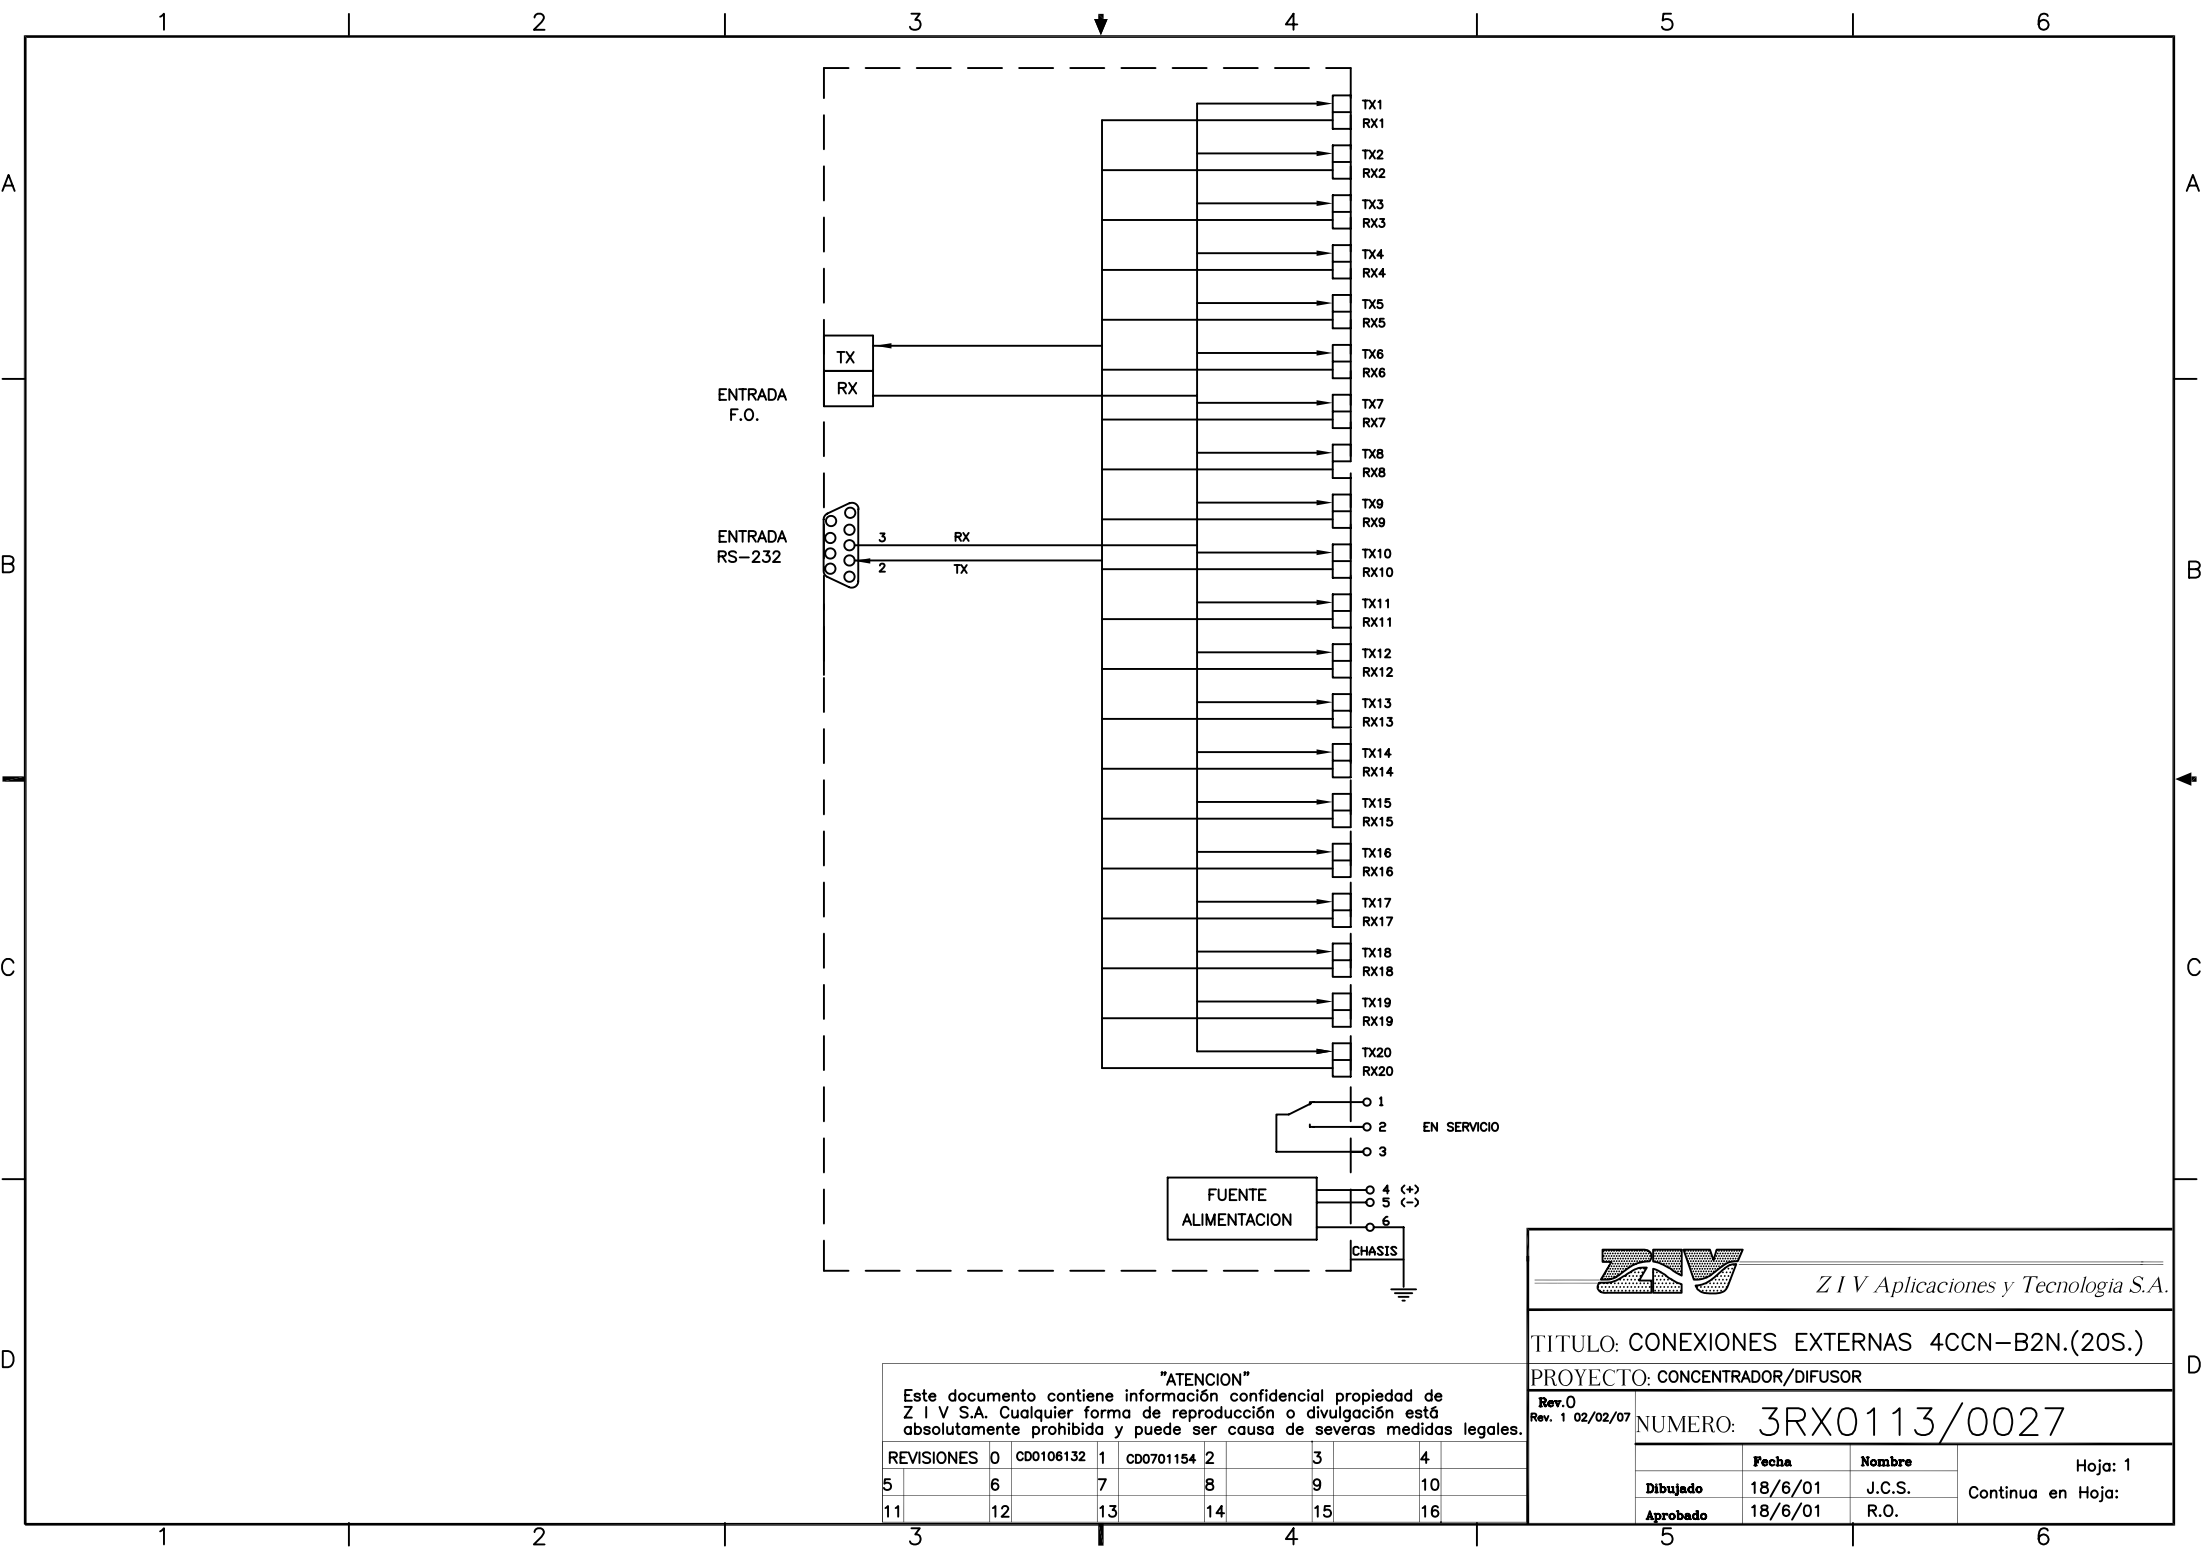 1 2 3 4 5 6
A A
B B
C C
D D
TX1
RX1
TX2
RX2
TX3
RX3
TX4
RX4
TX5
RX5
TX6
RX6
TX7
RX7
TX8
RX8
TX9
RX9
TX10
RX10
TX11
RX11
TX12
RX12
TX13
RX13
TX14
RX14
TX15
RX15
TX16
RX16
TX17
RX17
TX18
RX18
TX19
RX19
TX20
RX20
TX
RX
ENTRADA
F.O.
ENTRADA
RS-232
3 RX
2 TX
1
2 EN SERVICIO
3
FUENTE
ALIMENTACION
4 (+)
5 (-)
6
CHASIS
ZIV
Z I V Aplicaciones y Tecnologia S.A.
TITULO: CONEXIONES EXTERNAS 4CCN-B2N.(20S.)
PROYECTO: CONCENTRADOR/DIFUSOR
Rev.0
Rev. 1 02/02/07
NUMERO: 3RX0113/0027
Fecha Nombre
Dibujado 18/6/01 J.C.S.
Aprobado 18/6/01 R.O.
Hoja: 1
Continua en Hoja:
"ATENCION"
Este documento contiene información confidencial propiedad de
Z I V S.A. Cualquier forma de reproducción o divulgación está
absolutamente prohibida y puede ser causa de severas medidas legales.
REVISIONES 0 CD0106132 1 CD0701154 2 3 4
5 6 7 8 9 10
11 12 13 14 15 16
1 2 3 4 5 6